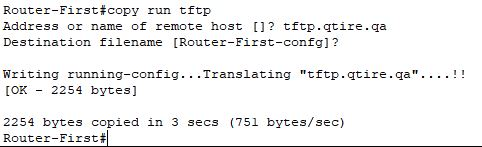 Router-First#copy run tftp
Address or name of remote host []? tftp.qtire.qa
Destination filename [Router-First-confg]?
Writing running-config...Translating "tftp.qtire.qa"....!!
[OK - 2254 bytes]
2254 bytes copied in 3 secs (751 bytes/sec)
Router-First#